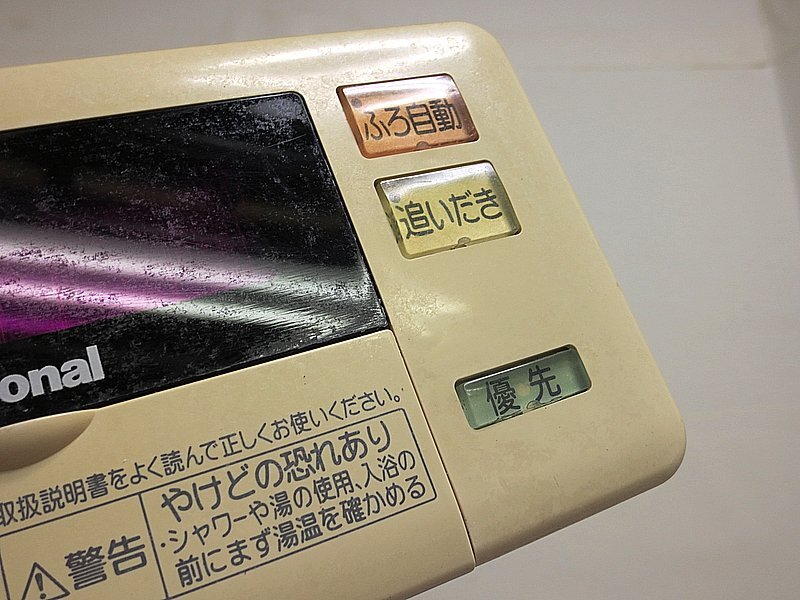 ふろ自動
追いだき
onal
優先
取扱説明書をよく読んで正しくお使いください。
警告
やけどの恐れあり
・シャワーや湯の使用、入浴の
前にまず湯温を確かめる